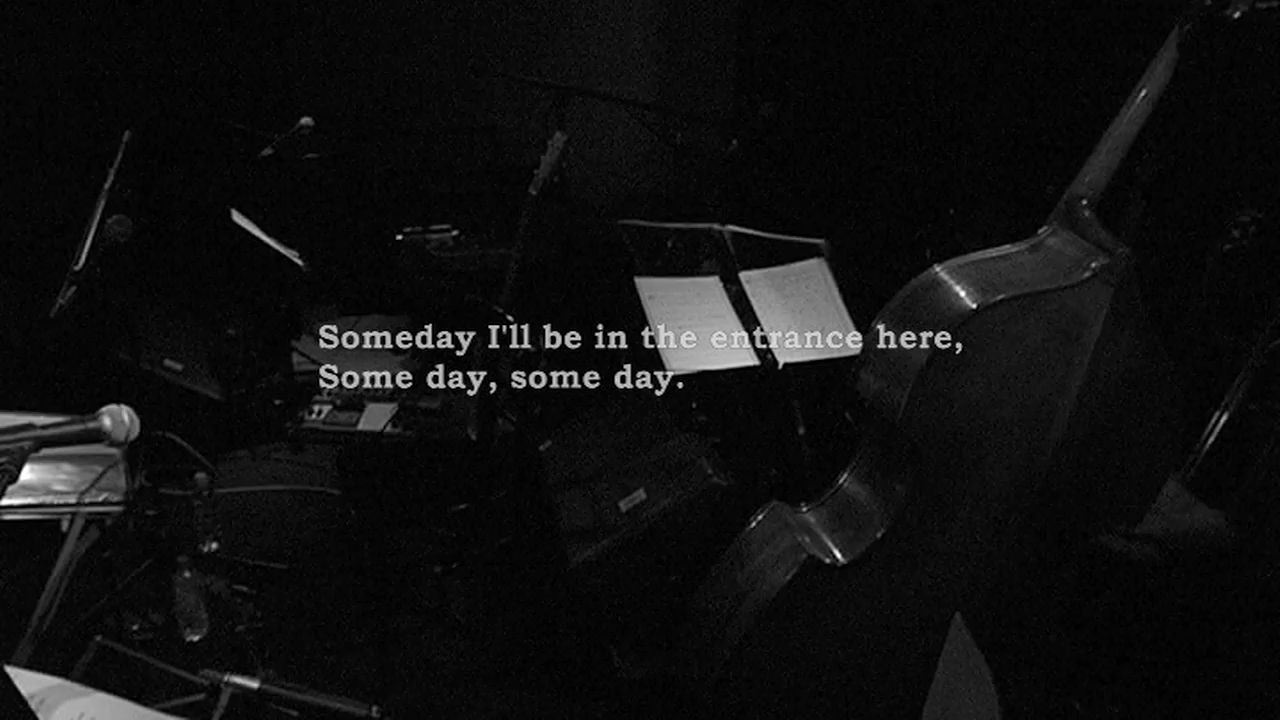 Someday I'll be in the entrance here,
Some day, some day.